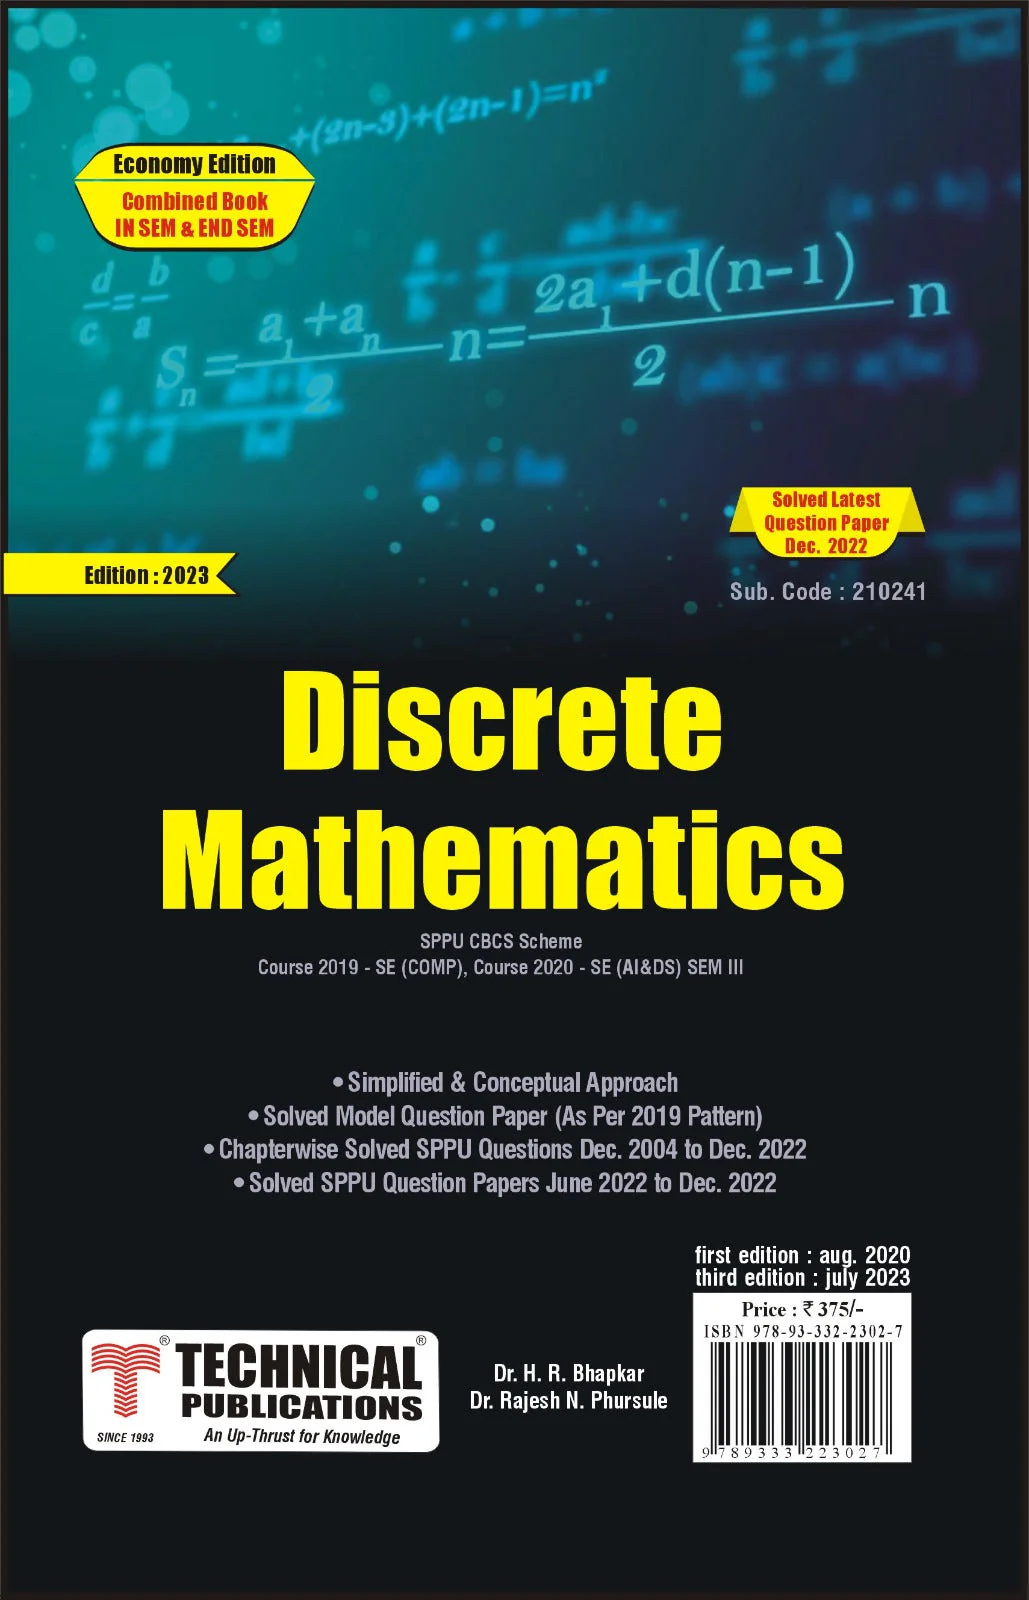 +(2n-3)+(2n-1)=n²
Economy Edition
Combined Book
IN SEM & END SEM
d/c = b/a
Sn = a1+an/2 n = 2a1+d(n-1)/2 n
Solved Latest
Question Paper
Dec. 2022
Edition : 2023
Sub. Code : 210241
Discrete
Mathematics
SPPU CBCS Scheme
Course 2019 - SE (COMP), Course 2020 - SE (AI&DS) SEM III
• Simplified & Conceptual Approach
• Solved Model Question Paper (As Per 2019 Pattern)
• Chapterwise Solved SPPU Questions Dec. 2004 to Dec. 2022
• Solved SPPU Question Papers June 2022 to Dec. 2022
first edition : aug. 2020
third edition : july 2023
Price : ₹ 375/-
ISBN 978-93-332-2302-7
9 789333 223027
® ®
TECHNICAL
PUBLICATIONS
SINCE 1993 An Up-Thrust for Knowledge
Dr. H. R. Bhapkar
Dr. Rajesh N. Phursule